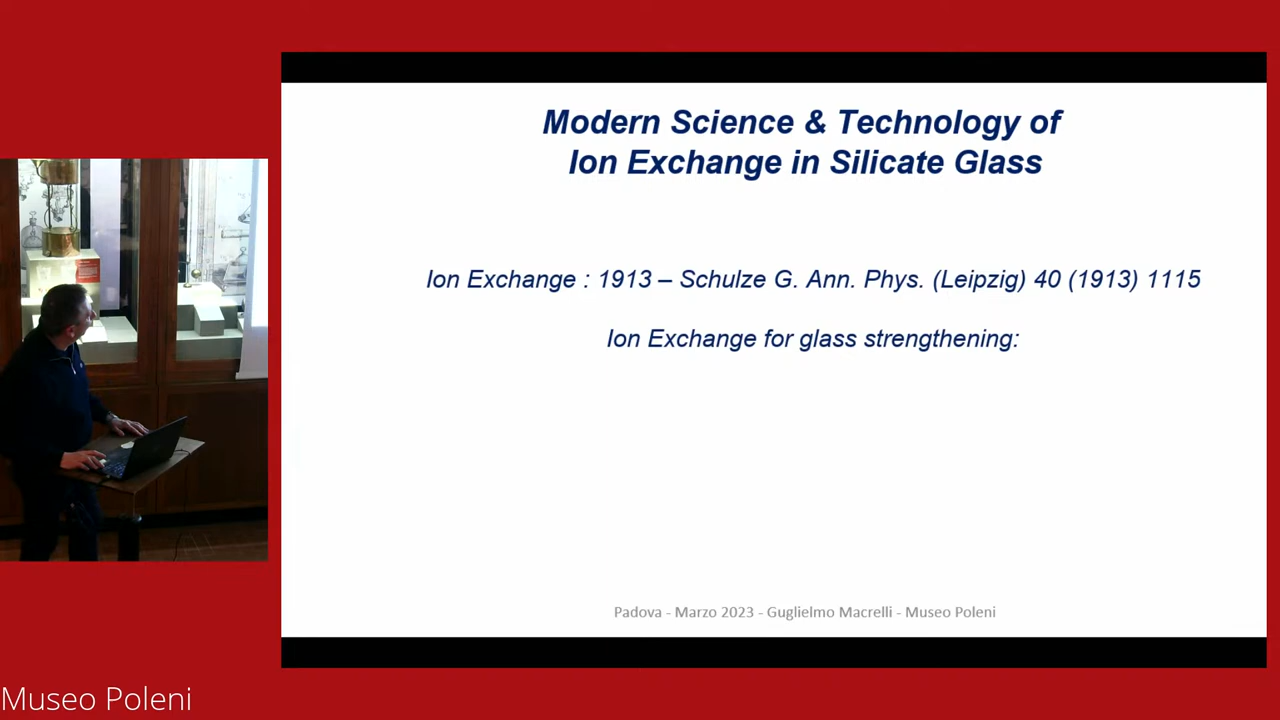 Modern Science & Technology of
Ion Exchange in Silicate Glass
Ion Exchange : 1913 – Schulze G. Ann. Phys. (Leipzig) 40 (1913) 1115
Ion Exchange for glass strengthening:
Padova - Marzo 2023 - Guglielmo Macrelli - Museo Poleni
Museo Poleni